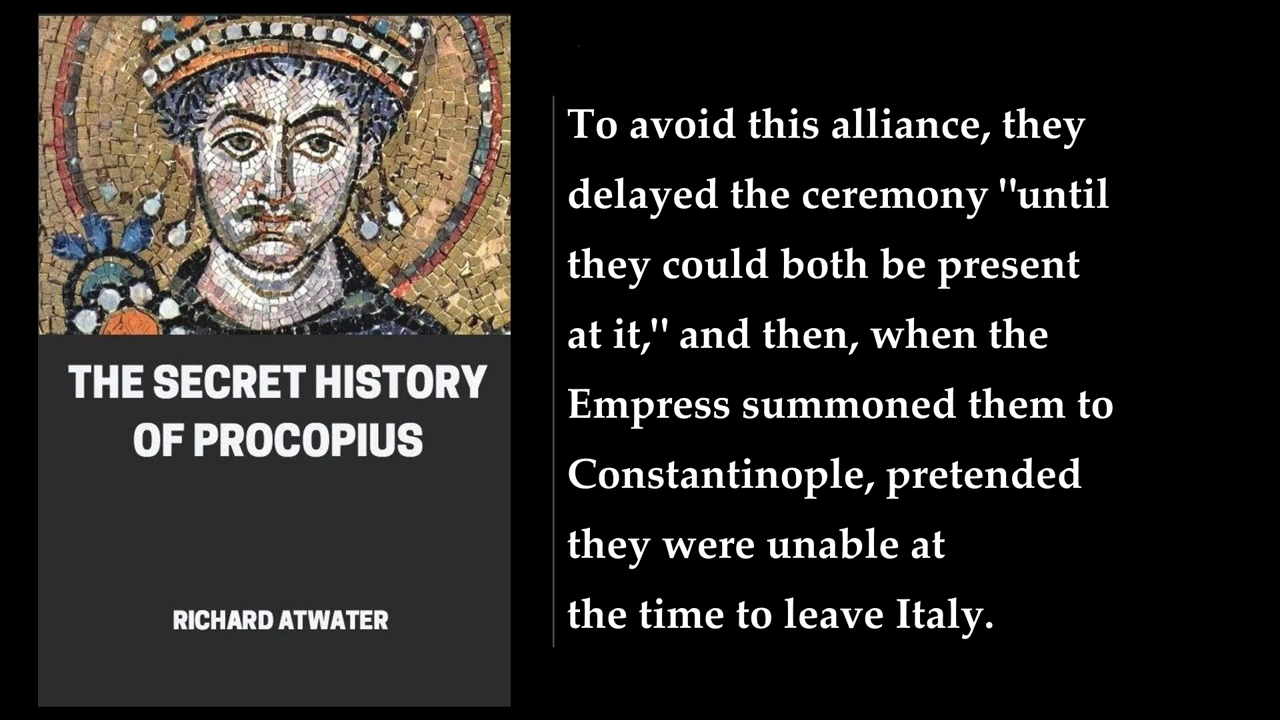 THE SECRET HISTORY
OF PROCOPIUS
RICHARD ATWATER
To avoid this alliance, they
delayed the ceremony "until
they could both be present
at it," and then, when the
Empress summoned them to
Constantinople, pretended
they were unable at
the time to leave Italy.